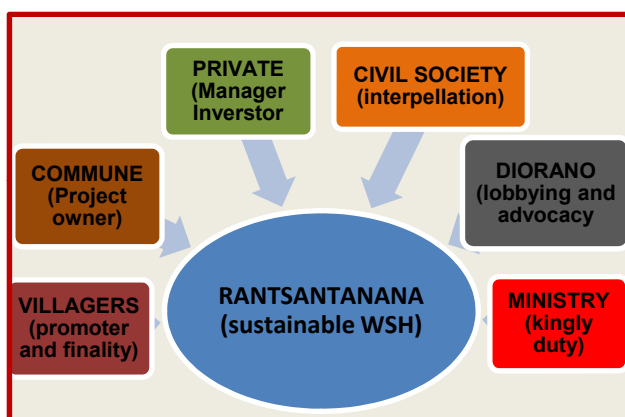 PRIVATE
(Manager
Inverstor
CIVIL SOCIETY
(interpellation)
COMMUNE
(Project
owner)
DIORANO
(lobbying and
advocacy
VILLAGERS
(promoter
and finality)
RANTSANTANANA
(sustainable WSH)
MINISTRY
(kingly
duty)